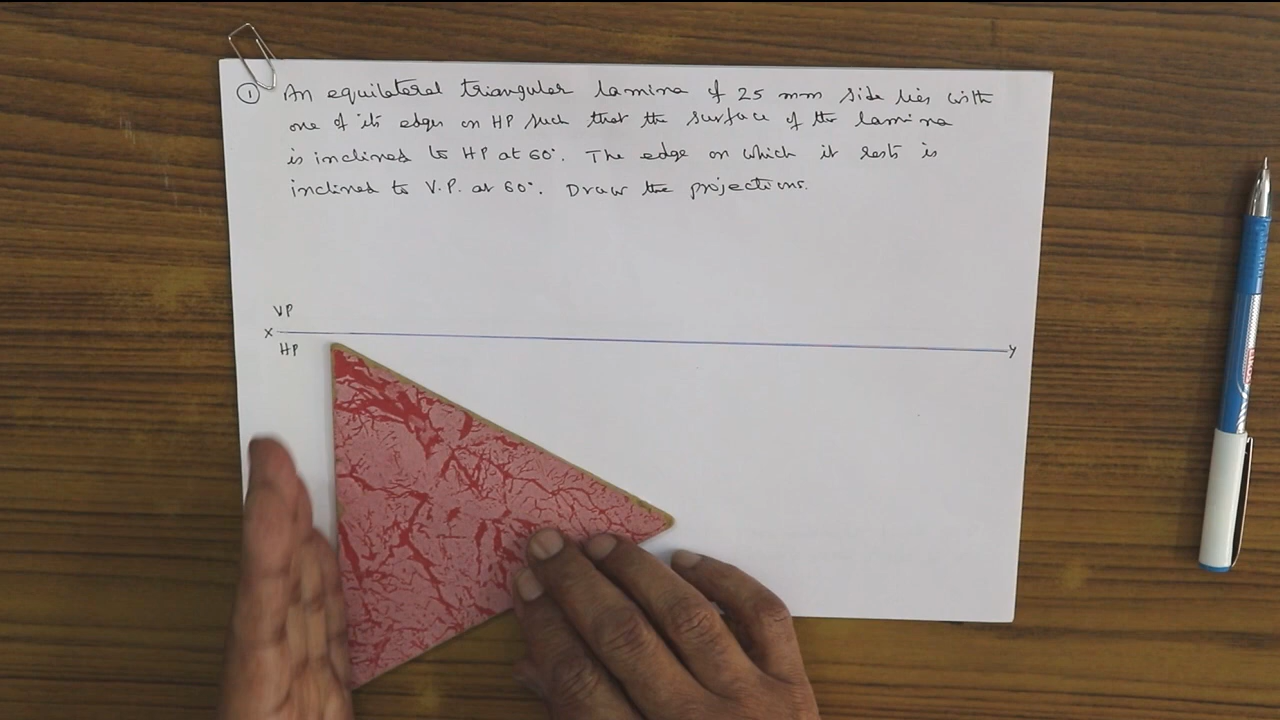 ① An equilateral triangular lamina of 25 mm side lies with
one of its edges on HP such that the surface of the lamina
is inclined to HP at 60°. The edge on which it rests is
inclined to V.P. at 60°. Draw the projections.
VP
X Y
HP